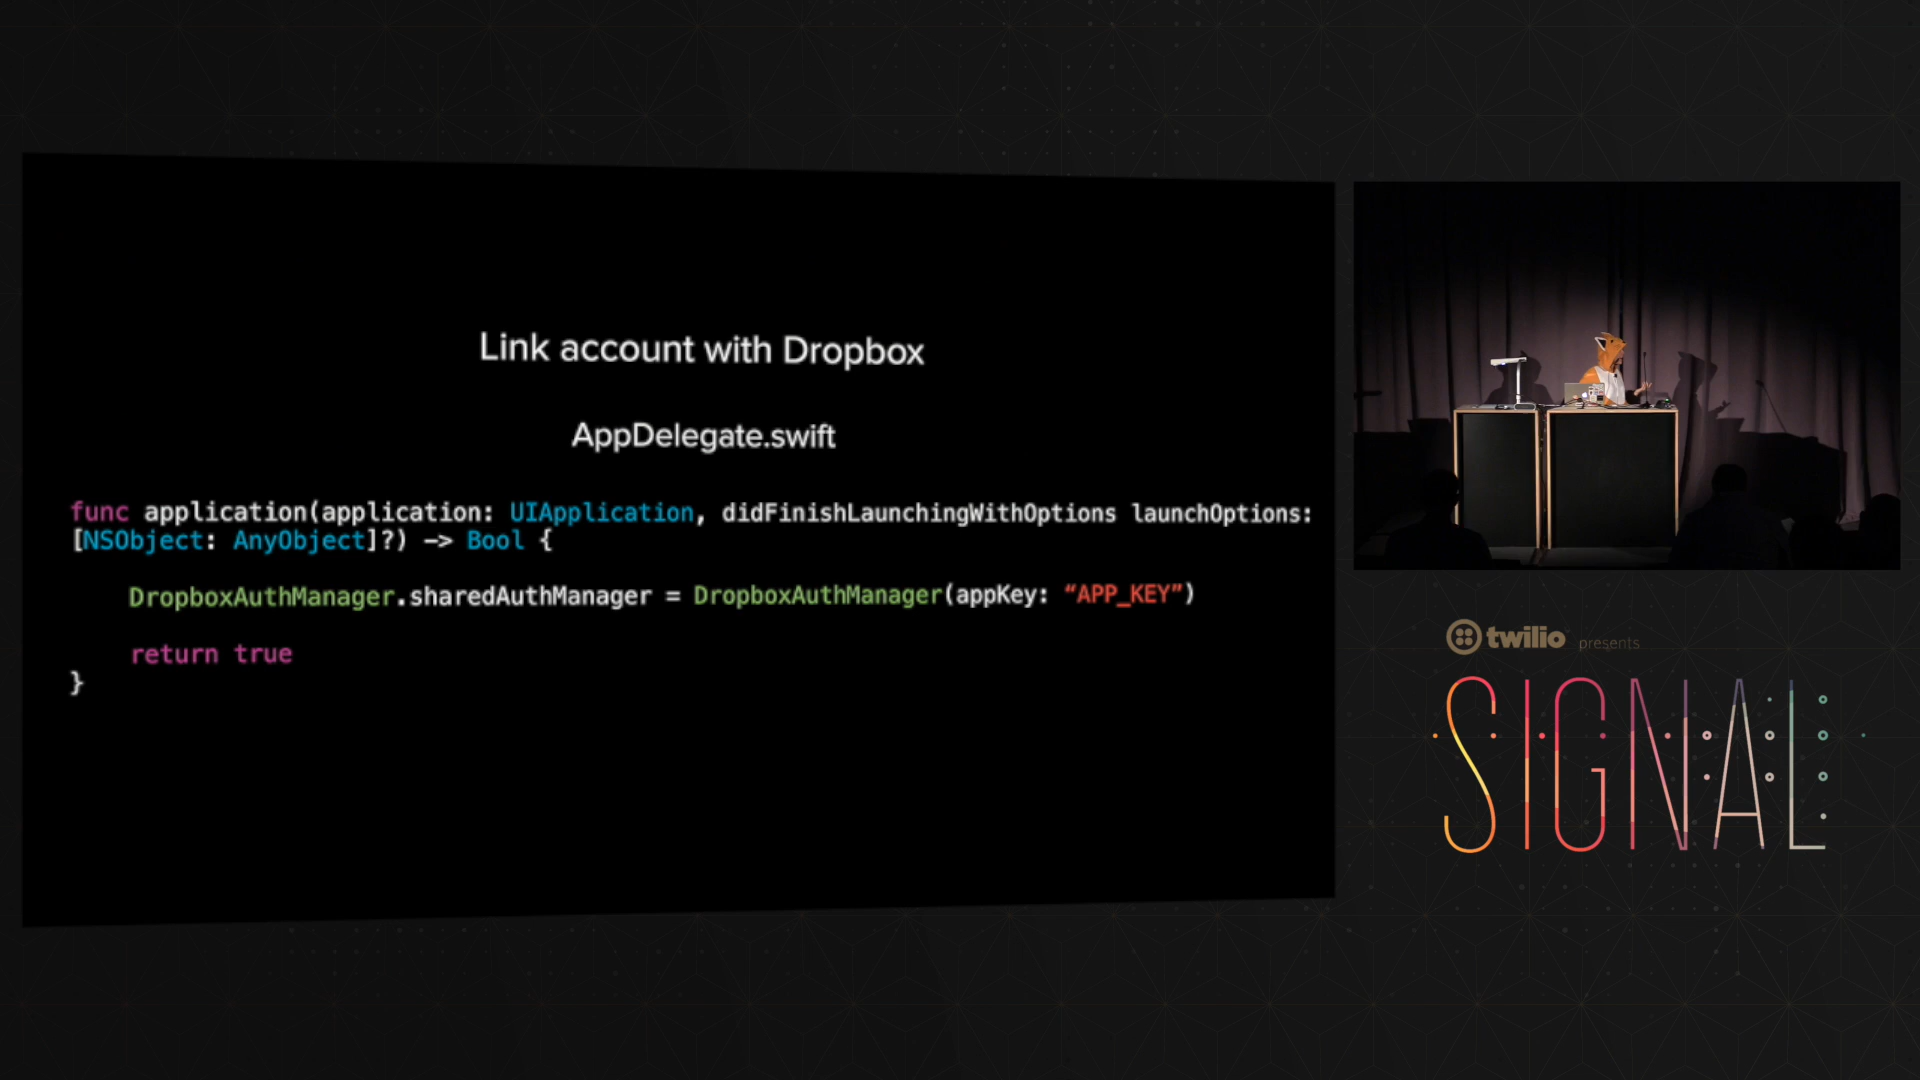 Link account with Dropbox
AppDelegate.swift
func application(application: UIApplication, didFinishLaunchingWithOptions launchOptions:
[NSObject: AnyObject]?) -> Bool {
DropboxAuthManager.sharedAuthManager = DropboxAuthManager(appKey: “APP_KEY”)
return true
}
twilio presents
SIGNAL